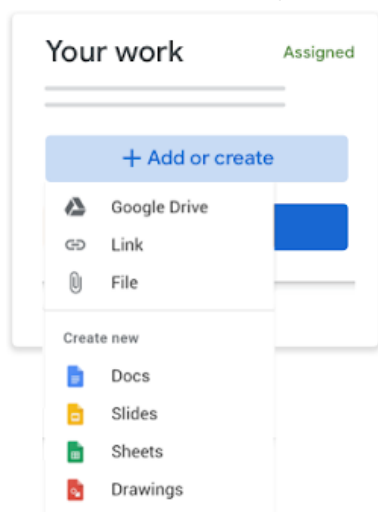 Your work
Assigned
+ Add or create
Google Drive
Link
File
Create new
Docs
Slides
Sheets
Drawings